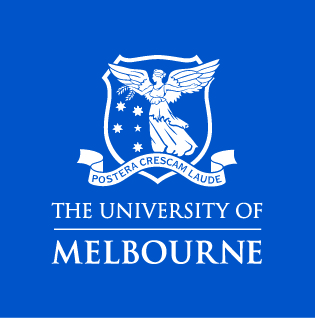 POSTERA CRESCAM LAUDE
THE UNIVERSITY OF
MELBOURNE